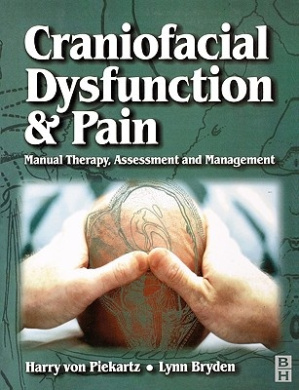 Craniofacial
Dysfunction
& Pain
Manual Therapy, Assessment and Management
Harry von Piekartz • Lynn Bryden
B
H